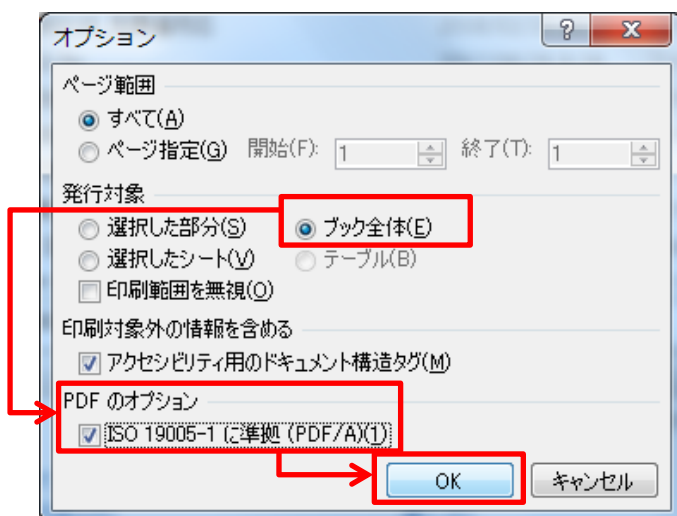 オプション
ページ範囲
すべて(A)
ページ指定(G) 開始(F): 1 終了(T): 1
発行対象
選択した部分(S) ブック全体(E)
選択したシート(V) テーブル(B)
印刷範囲を無視(O)
印刷対象外の情報を含める
アクセシビリティ用のドキュメント構造タグ(M)
PDF のオプション
ISO 19005-1 に準拠 (PDF/A)(1)
OK キャンセル